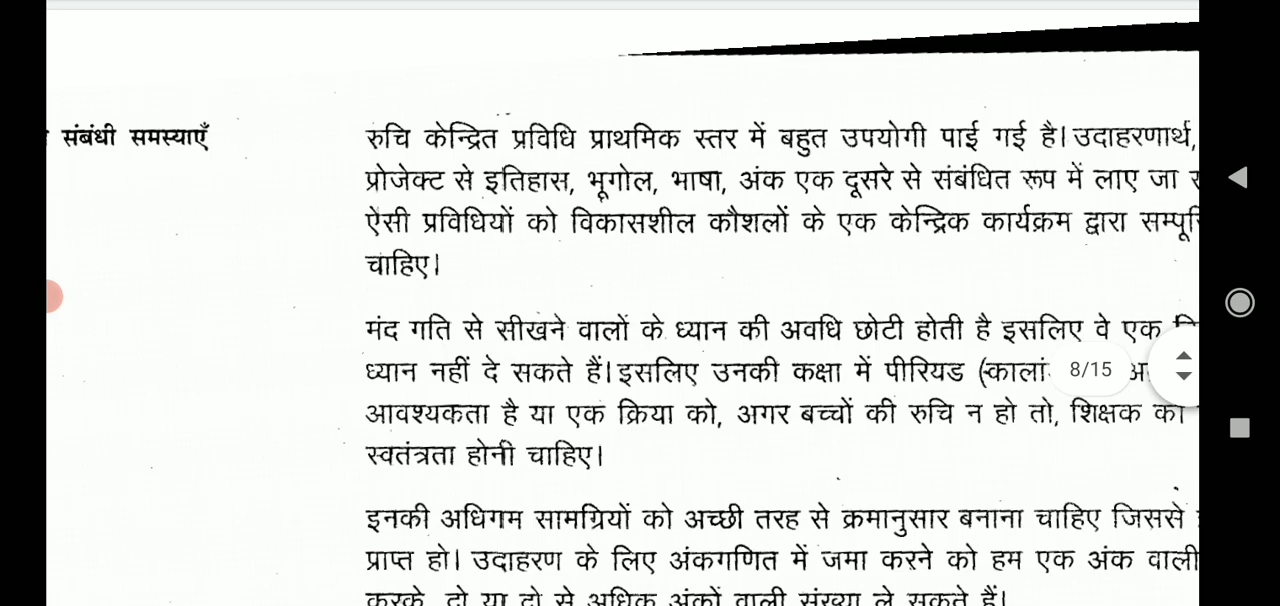 संबंधी समस्याएँ
रुचि केन्द्रित प्रविधि प्राथमिक स्तर में बहुत उपयोगी पाई गई है। उदाहरणार्थ,
प्रोजेक्ट से इतिहास, भूगोल, भाषा, अंक एक दूसरे से संबंधित रूप में लाए जा
ऐसी प्रविधियों को विकासशील कौशलों के एक केन्द्रिक कार्यक्रम द्वारा
चाहिए।
मंद गति से सीखने वालों के ध्यान की अवधि छोटी होती है इसलिए वे एक
ध्यान नहीं दे सकते हैं। इसलिए उनकी कक्षा में पीरियड
8/15
आवश्यकता है या एक क्रिया को, अगर बच्चों की रुचि न हो तो, शिक्षक को
स्वतंत्रता होनी चाहिए।
इनकी अधिगम सामग्रियों को अच्छी तरह से क्रमानुसार बनाना चाहिए जिससे
प्राप्त हो। उदाहरण के लिए अंकगणित में जमा करने को हम एक अंक वाली
करके, दो या दो से अधिक अंकों वाली संख्या ले सकते हैं।